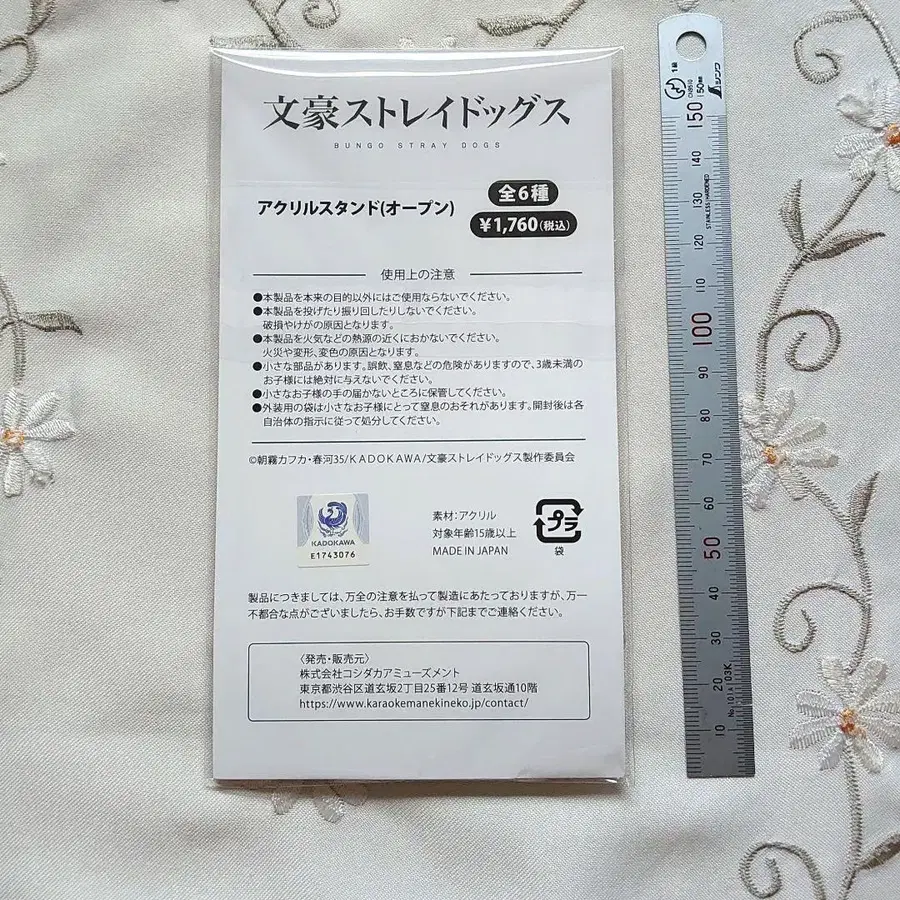 文豪ストレイドッグス
BUNGO STRAY DOGS
アクリルスタンド(オープン)
全6種
¥1,760(税込)
使用上の注意
●本製品を本来の目的以外にはご使用ならないでください。
●本製品を投げたり振り回したりしないでください。
破損やけがの原因となります。
●本製品を火気などの熱源の近くにおかないでください。
火災や変形、変色の原因となります。
●小さな部品があります。誤飲、窒息などの危険がありますので、3歳未満の
お子様には絶対に与えないでください。
●小さなお子様の手の届かないところに保管してください。
●外装用の袋は小さなお子様にとって窒息のおそれがあります。開封後は各
自治体の指示に従って処分してください。
©朝霧カフカ・春河35/KADOKAWA/文豪ストレイドッグス製作委員会
KADOKAWA
E1743076
素材:アクリル
対象年齢15歳以上
MADE IN JAPAN
プラ
袋
製品につきましては、万全の注意を払って製造にあたっておりますが、万一
不都合な点がございましたら、お手数ですが下記までご連絡ください。
〈発売・販売元〉
株式会社コシダカアミューズメント
東京都渋谷区道玄坂2丁目25番12号 道玄坂通10階
https://www.karaokemanekineko.jp/contact/
シンワ
150
140
130
120
110
100
90
80
70
60
50
40
30
20
10
STAINLESS HARDENED